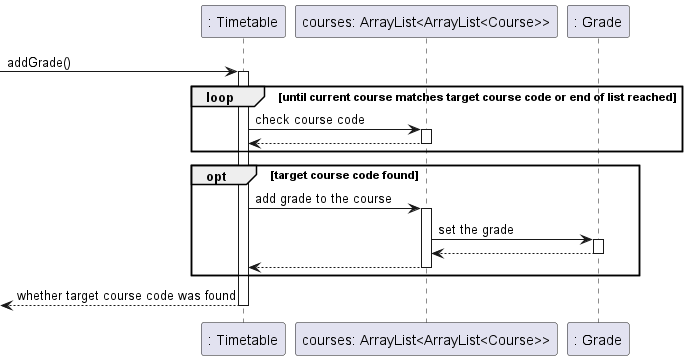 : Timetable
courses: ArrayList<ArrayList<Course>>
: Grade
addGrade()
loop
[until current course matches target course code or end of list reached]
check course code
opt
[target course code found]
add grade to the course
set the grade
whether target course code was found
: Timetable
courses: ArrayList<ArrayList<Course>>
: Grade